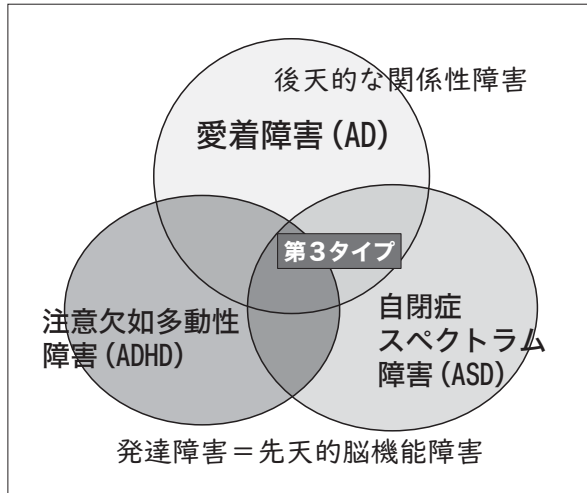 後天的な関係性障害
愛着障害(AD)
第3タイプ
注意欠如多動性
障害(ADHD)
自閉症
スペクトラム
障害(ASD)
発達障害=先天的脳機能障害